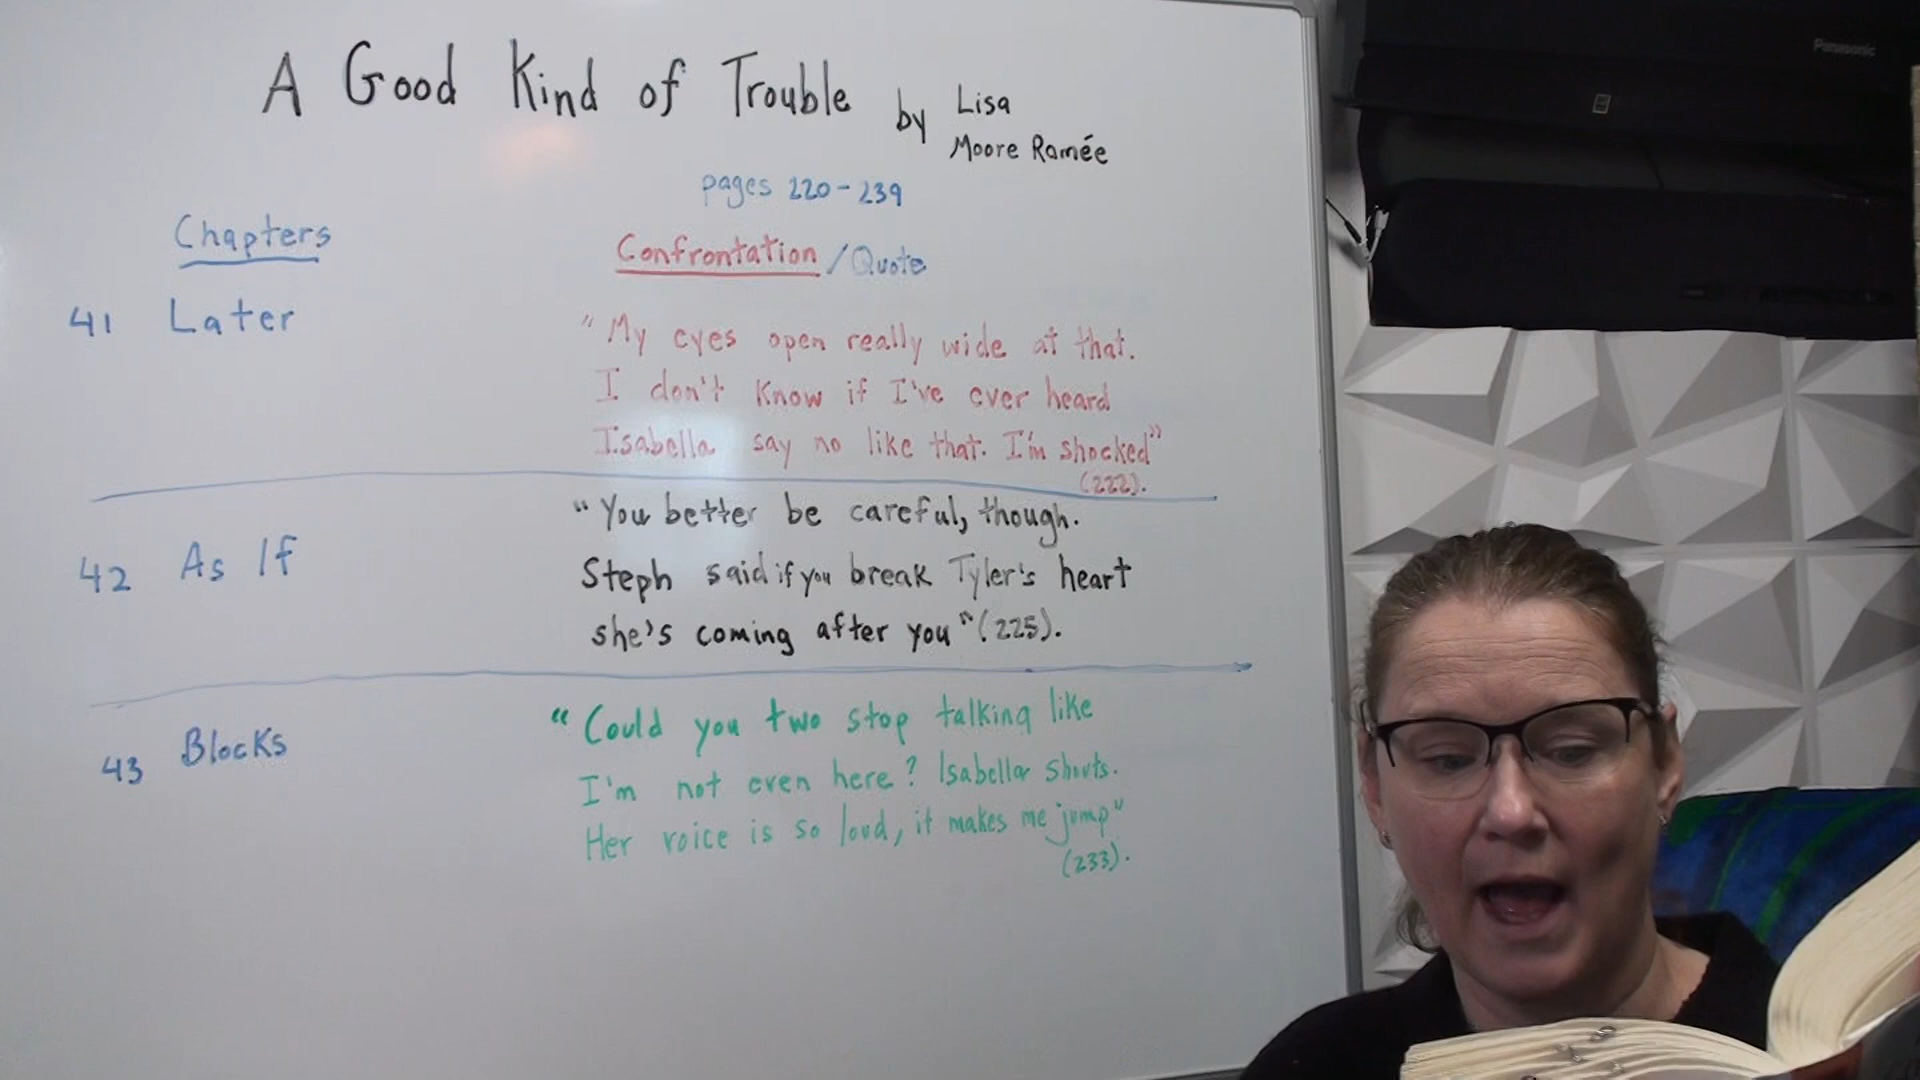 A Good Kind of Trouble by Lisa
Moore Ramée
pages 220-239
Chapters
Confrontation / Quote
41 Later
"My eyes open really wide at that.
I don't know if I've ever heard
Isabella say no like that. I'm shocked"
(222).
42 As If
"You better be careful, though.
Steph said if you break Tyler's heart
she's coming after you" (225).
43 Blocks
"Could you two stop talking like
I'm not even here? Isabella shouts.
Her voice is so loud, it makes me jump"
(233).
Panasonic